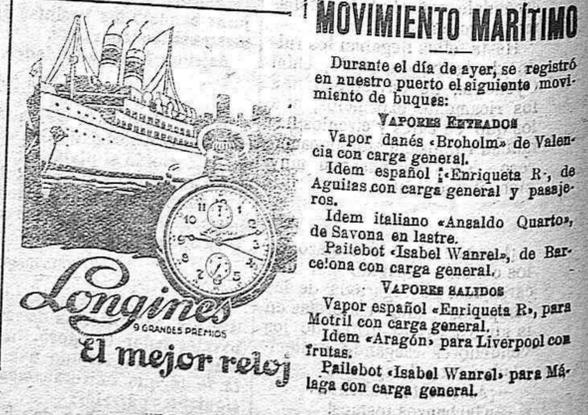 Longines
9 GRANDES PREMIOS
El mejor reloj
MOVIMIENTO MARÍTIMO
Durante el día de ayer, se registró
en nuestro puerto el siguiente movi-
miento de buques:
VAPORES ENTRADOS
Vapor danés «Broholm» de Valen-
cia con carga general.
Idem español «Enriqueta R», de
Aguilas con carga general y pasaje-
ros.
Idem italiano «Ansaldo Quarto»,
de Savona en lastre.
Pailebot «Isabel Wanrel», de Bar-
celona con carga general.
VAPORES SALIDOS
Vapor español «Enriqueta R», para
Motril con carga general.
Idem «Aragón» para Liverpool con
frutas.
Pailebot «Isabel Wanrel» para Má-
laga con carga general.